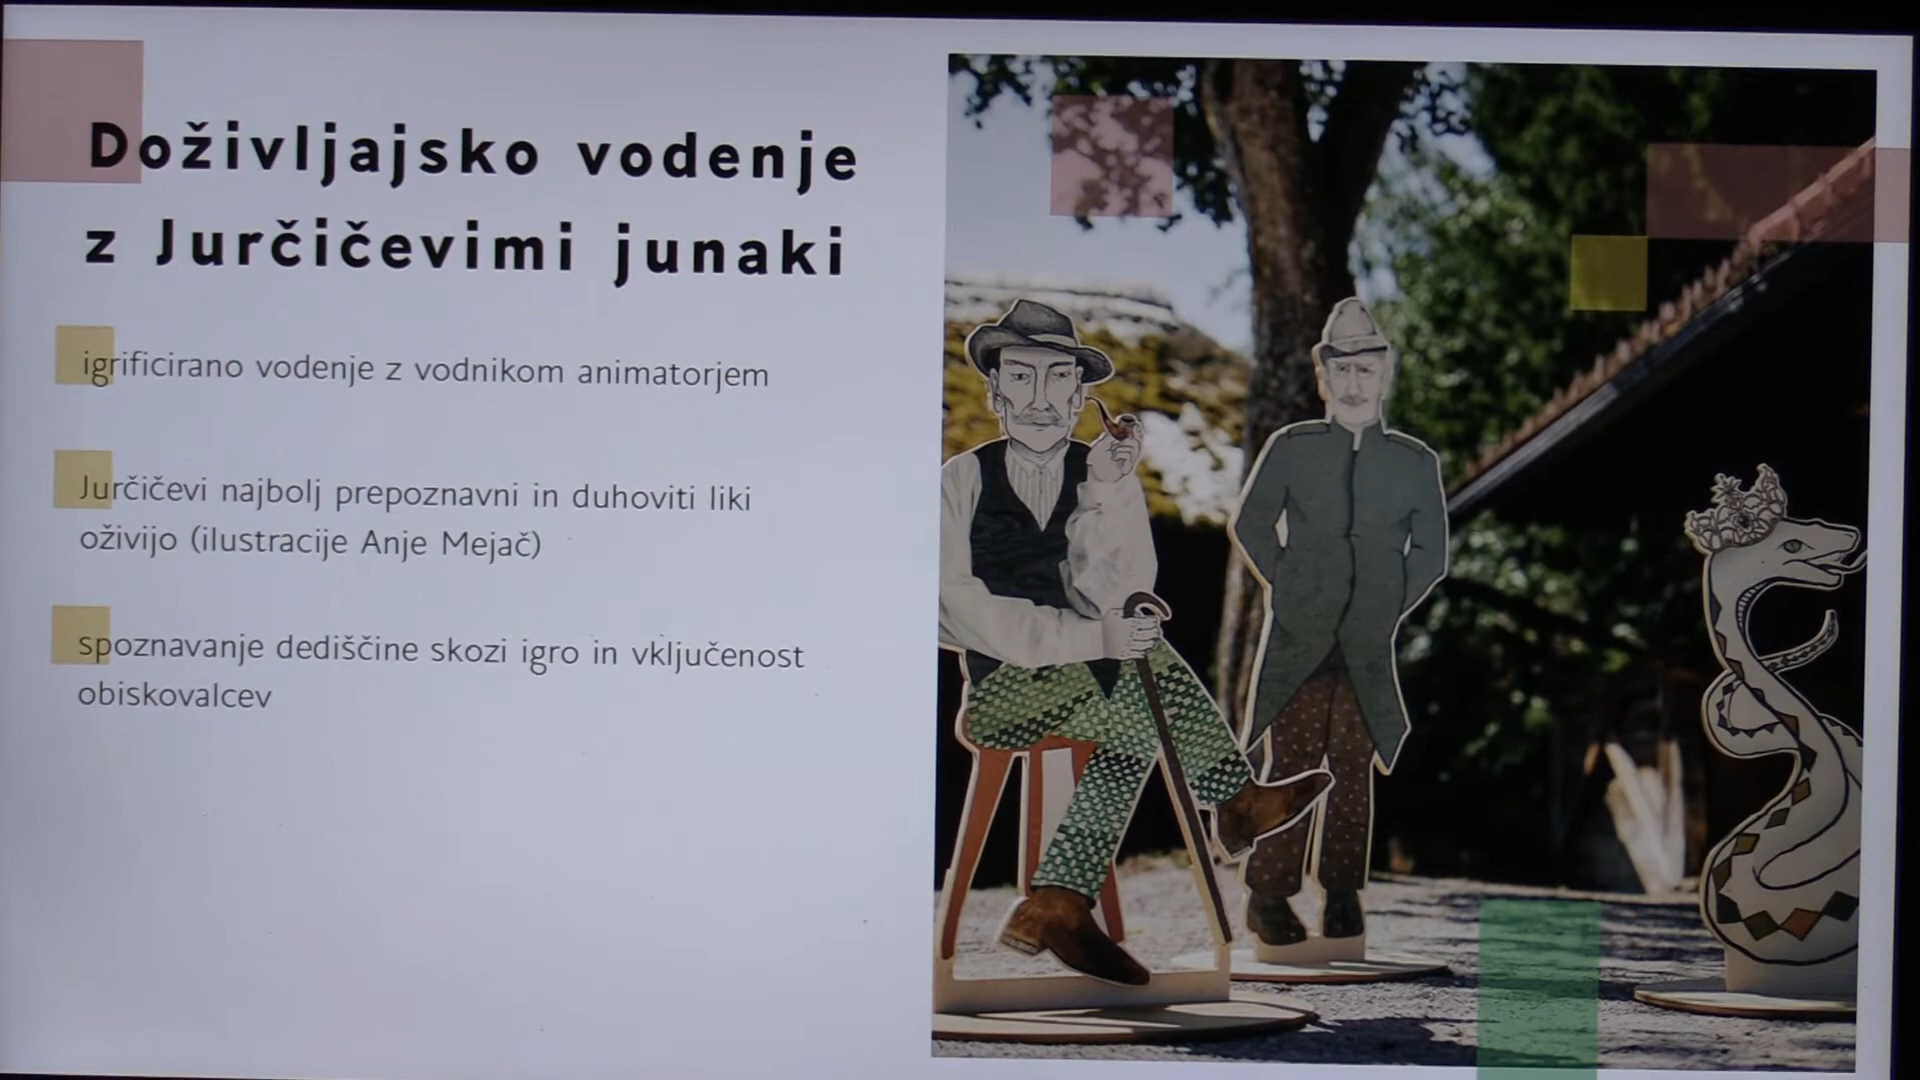 Doživljajsko vodenje
z Jurčičevimi junaki
igrificirano vodenje z vodnikom animatorjem
Jurčičevi najbolj prepoznavni in duhoviti liki
oživijo (ilustracije Anje Mejač)
spoznavanje dediščine skozi igro in vključenost
obiskovalcev